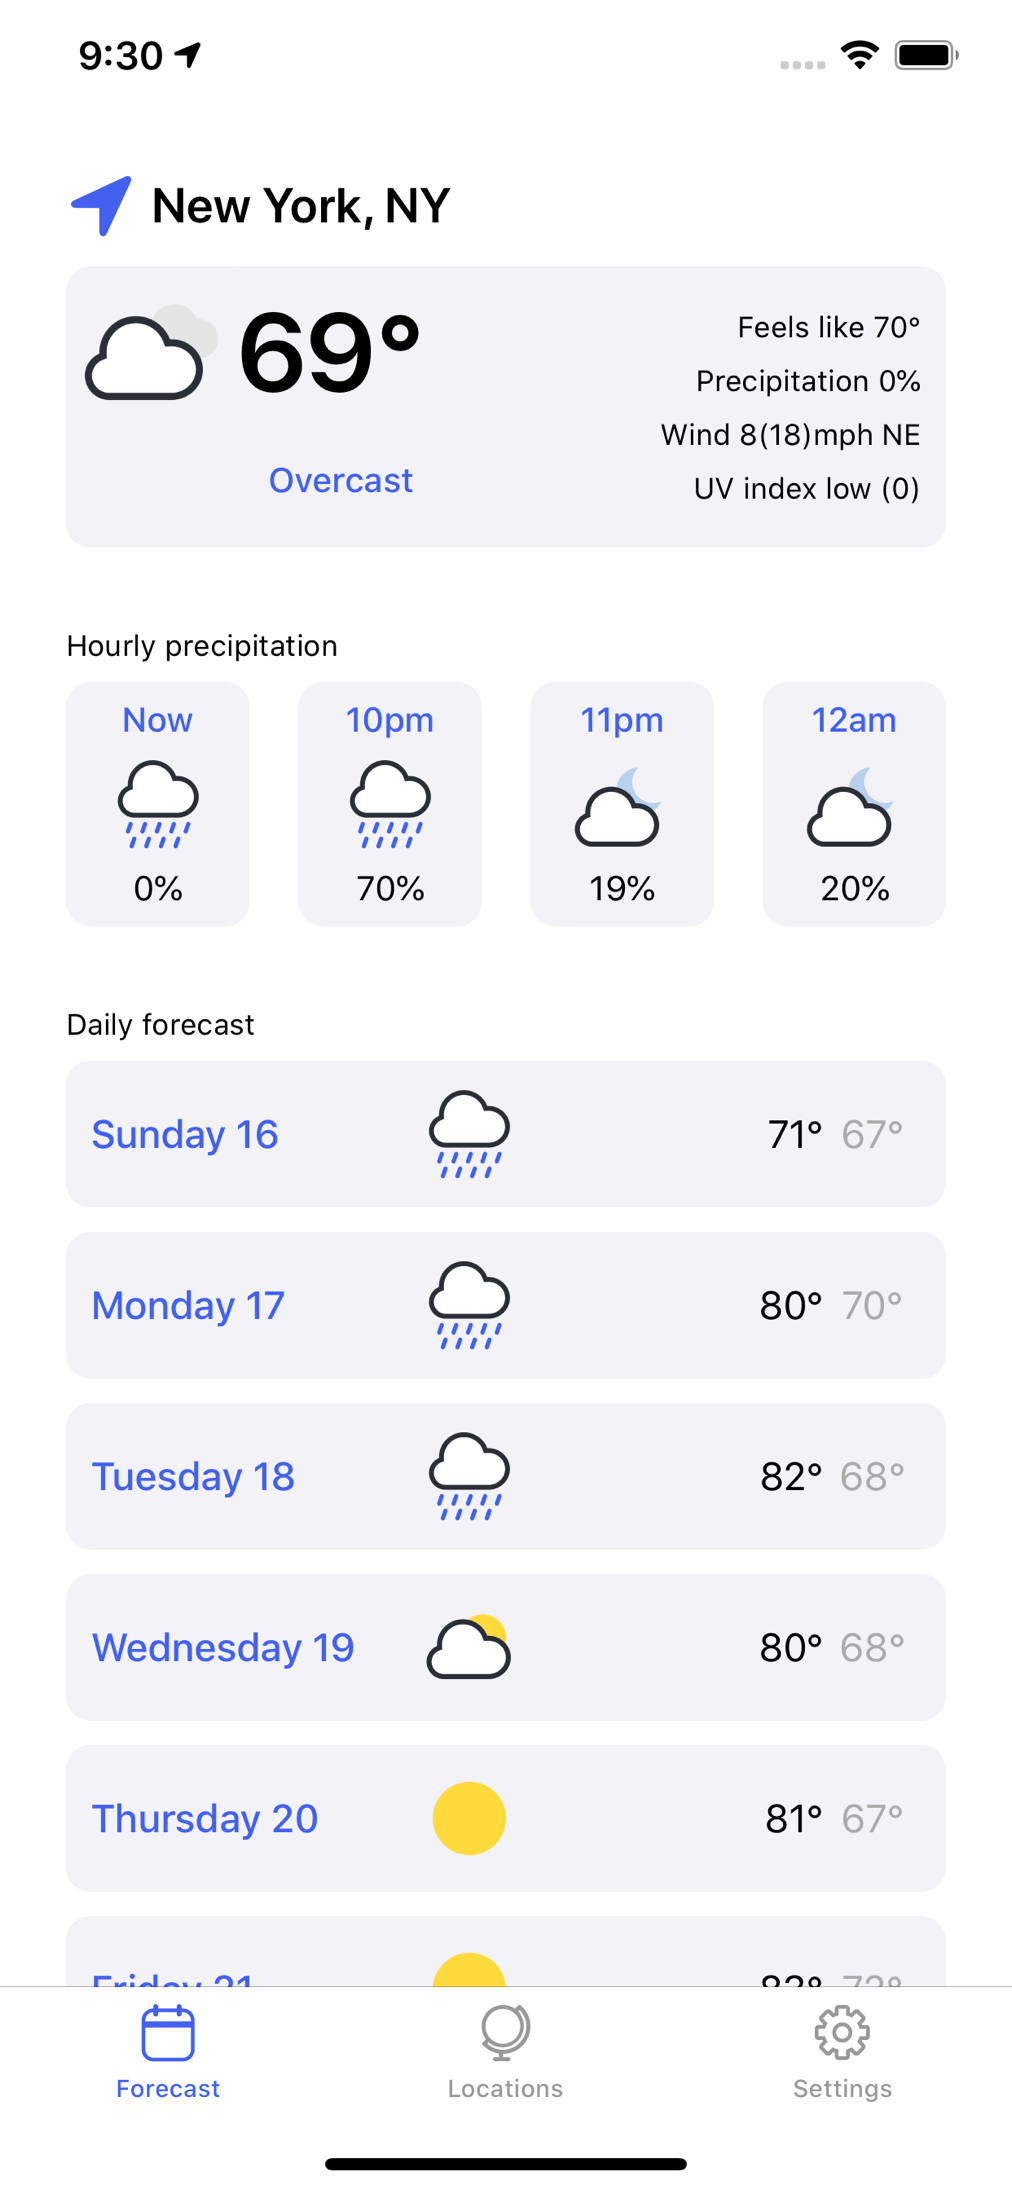 9:30
New York, NY
69°
Overcast
Feels like 70°
Precipitation 0%
Wind 8(18)mph NE
UV index low (0)
Hourly precipitation
Now 10pm 11pm 12am
0% 70% 19% 20%
Daily forecast
Sunday 16 71° 67°
Monday 17 80° 70°
Tuesday 18 82° 68°
Wednesday 19 80° 68°
Thursday 20 81° 67°
Friday 21
Forecast Locations Settings